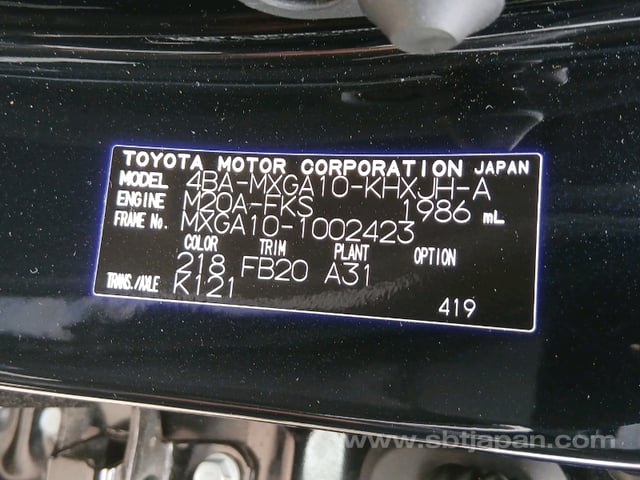 TOYOTA MOTOR CORPORATION JAPAN
MODEL 4BA-MXGA10-KHXJH-A
ENGINE M20A-FKS 1986 mL
FRAME No. MXGA10-1002423
COLOR TRIM PLANT OPTION
218 FB20 A31
TRANS./AXLE K121
419
www.sbtjapan.com